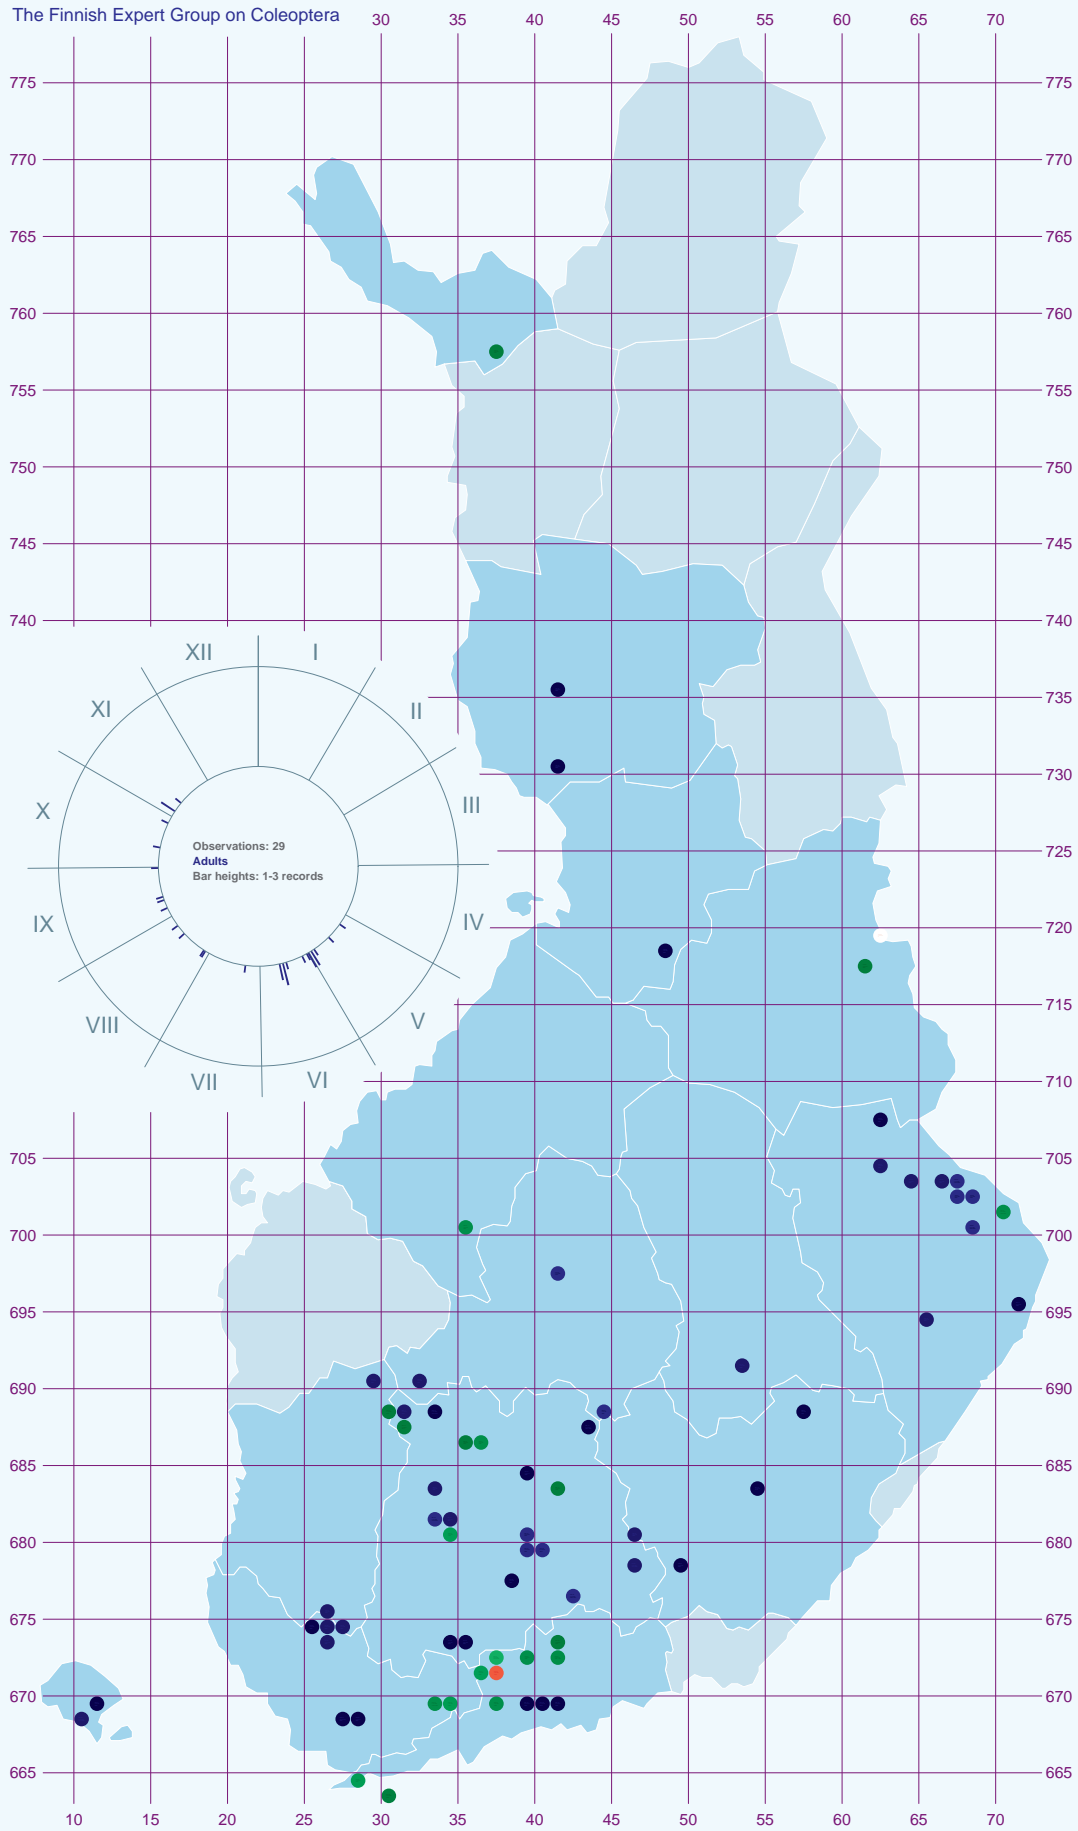 The Finnish Expert Group on Coleoptera
30 35 40 45 50 55 60 65 70
775 775
770 770
765 765
760 760
755 755
750 750
745 745
740 740
XII I
XI II
735
730
X III
Observations: 29
Adults
Bar heights: 1-3 records
725
IX IV
720
VIII V
715
VII VI
710
705 705
700 700
695 695
690 690
685 685
680 680
675 675
670 670
665 665
10 15 20 25 30 35 40 45 50 55 60 65 70